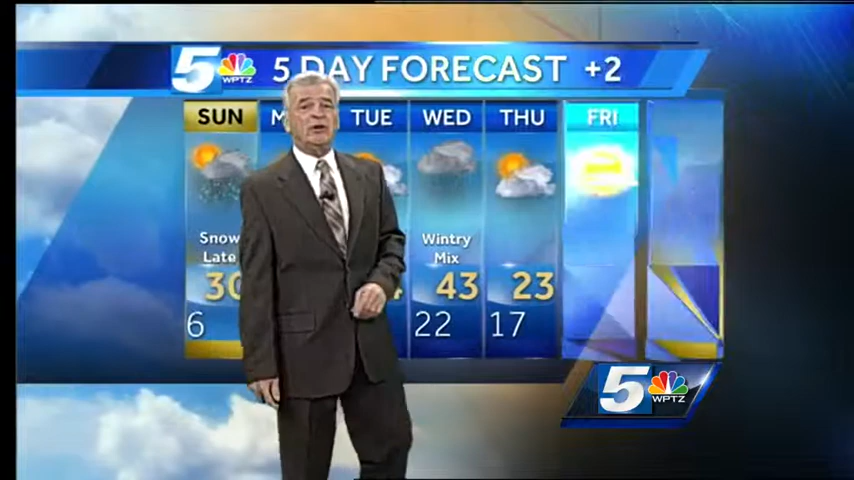 5 WPTZ 5 DAY FORECAST +2
SUN TUE WED THU FRI
Snow Late
Wintry Mix
30 43 23
6 22 17
5 WPTZ